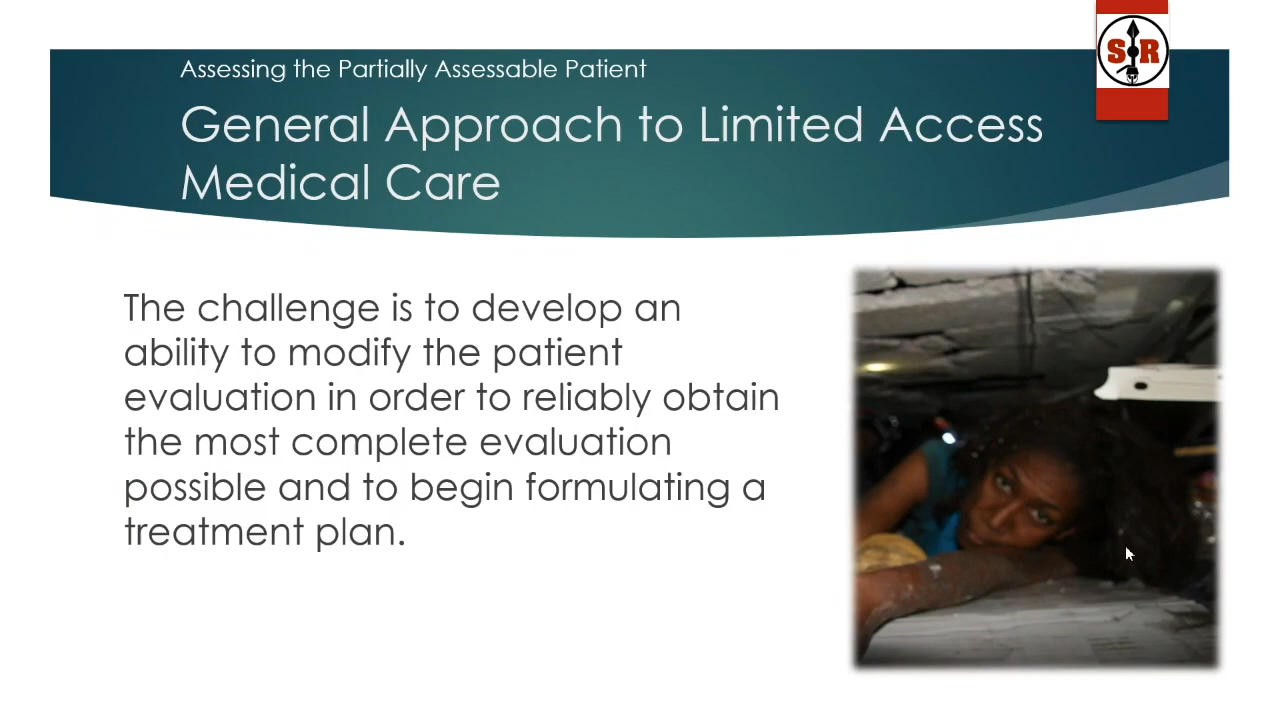 Assessing the Partially Assessable Patient
General Approach to Limited Access
Medical Care
S R
The challenge is to develop an
ability to modify the patient
evaluation in order to reliably obtain
the most complete evaluation
possible and to begin formulating a
treatment plan.